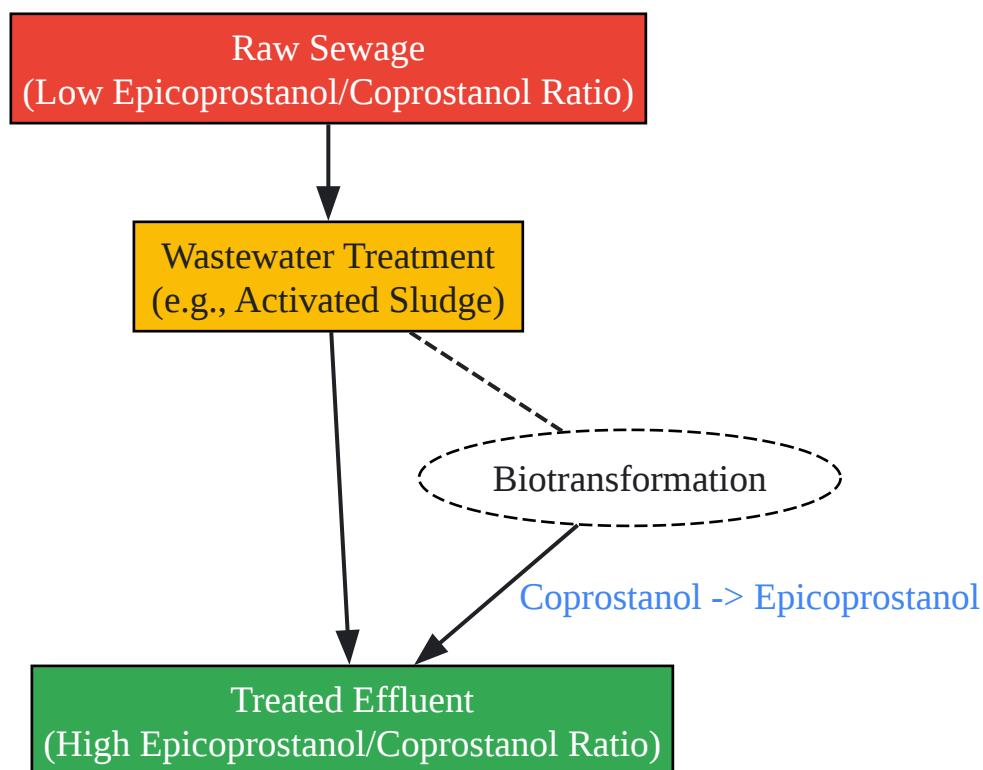 Raw Sewage
(Low Epicoprostanol/Coprostanol Ratio)
Wastewater Treatment
(e.g., Activated Sludge)
Biotransformation
Coprostanol -> Epicoprostanol
Treated Effluent
(High Epicoprostanol/Coprostanol Ratio)